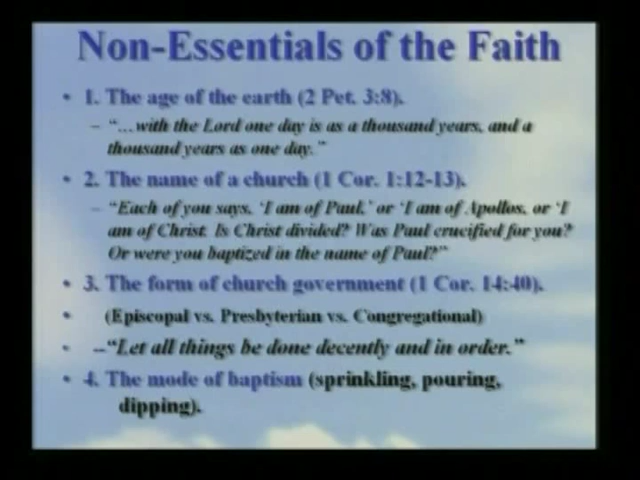 Non-Essentials of the Faith
• 1. The age of the earth (2 Pet. 3:8).
– “…with the Lord one day is as a thousand years, and a
thousand years as one day.”
• 2. The name of a church (1 Cor. 1:12-13).
– “Each of you says, ‘I am of Paul,’ or ‘I am of Apollos, or ‘I
am of Christ. Is Christ divided? Was Paul crucified for you?
Or were you baptized in the name of Paul?”
• 3. The form of church government (1 Cor. 14:40).
• (Episcopal vs. Presbyterian vs. Congregational)
• –“Let all things be done decently and in order.”
• 4. The mode of baptism (sprinkling, pouring,
dipping).